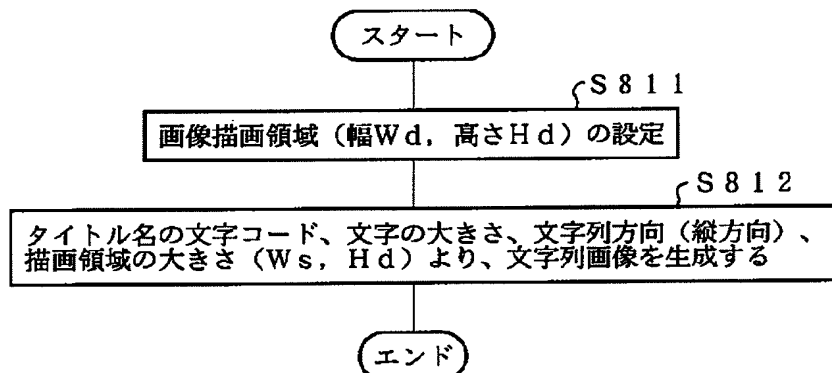 スタート
S811
画像描画領域（幅Wd，高さHd）の設定
S812
タイトル名の文字コード、文字の大きさ、文字列方向（縦方向）、
描画領域の大きさ（Ws，Hd）より、文字列画像を生成する
エンド